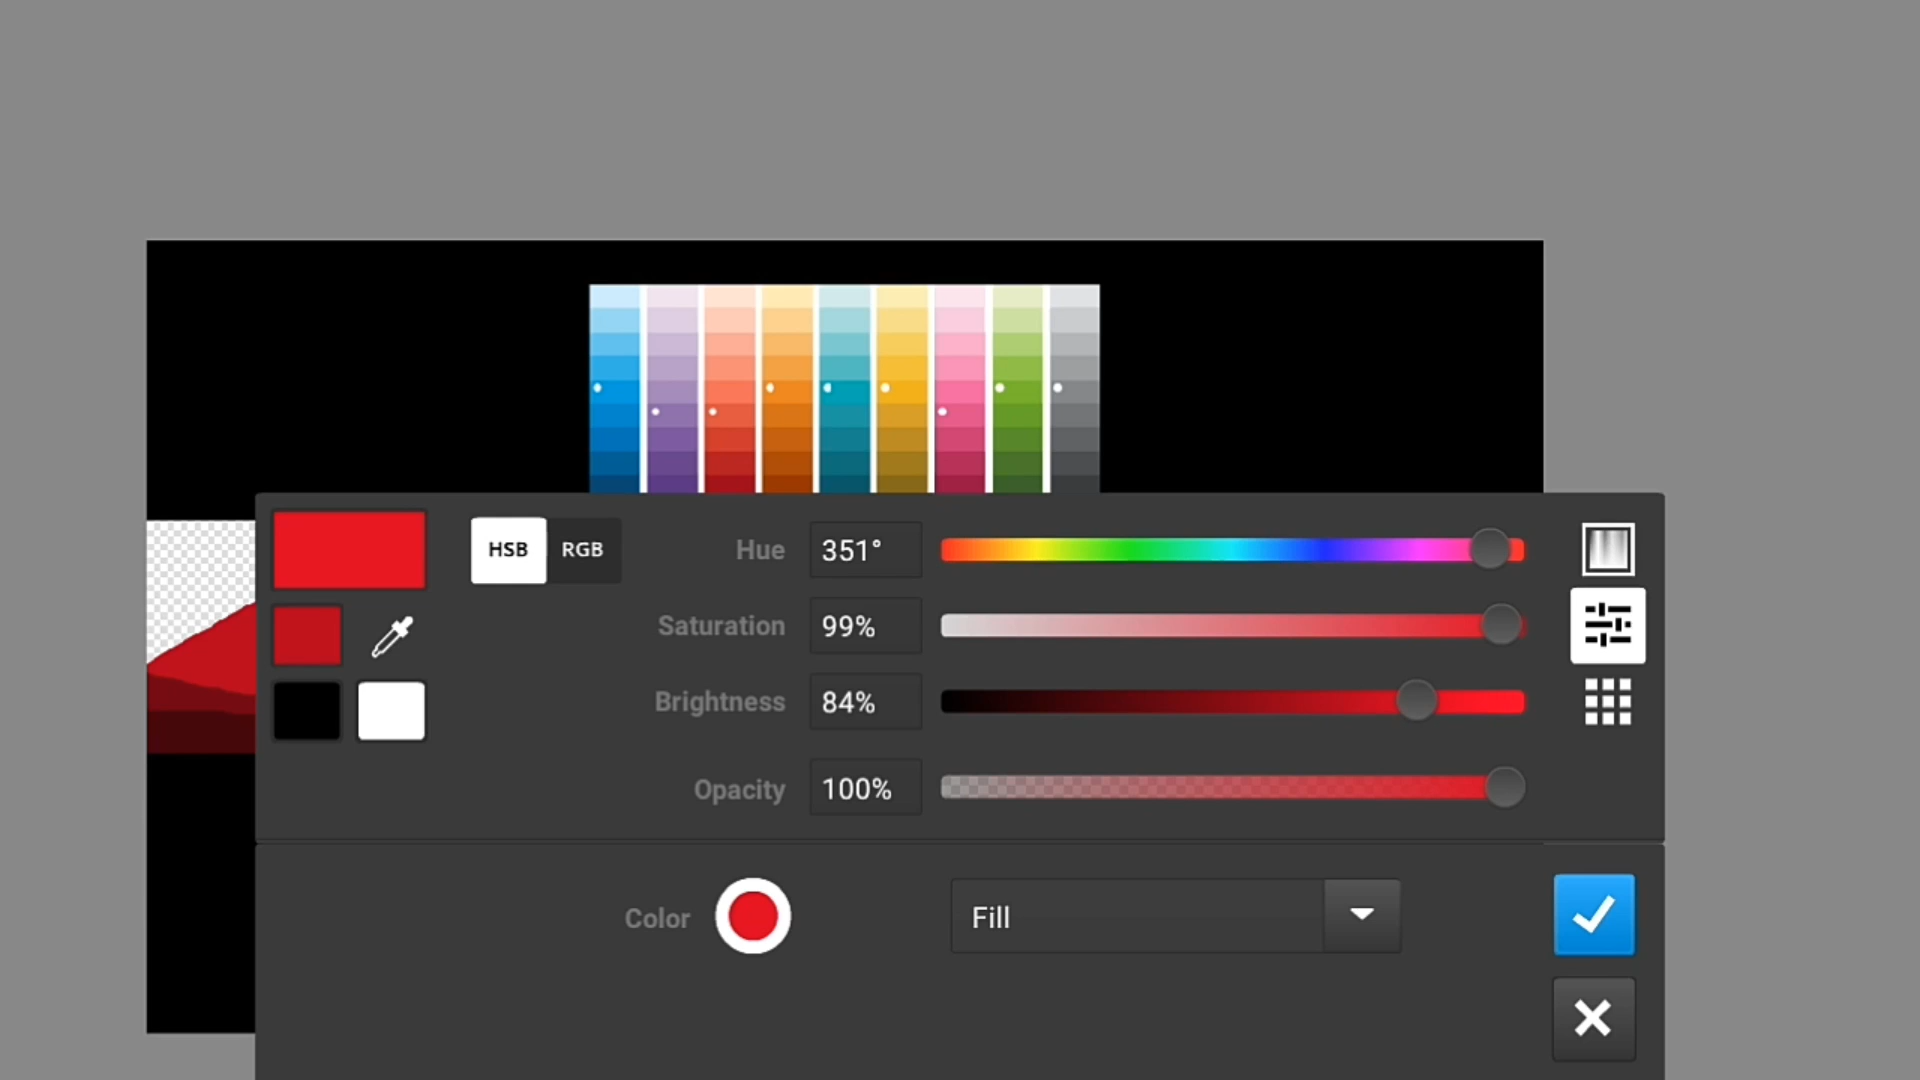 HSB RGB Hue 351°
Saturation 99%
Brightness 84%
Opacity 100%
Color Fill